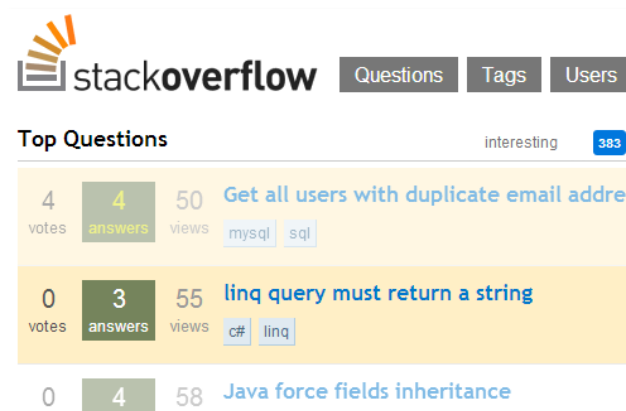 stackoverflow Questions Tags Users
Top Questions interesting 383
4 votes 4 answers 50 views Get all users with duplicate email addre
mysql sql
0 votes 3 answers 55 views linq query must return a string
c# linq
0 4 58 Java force fields inheritance